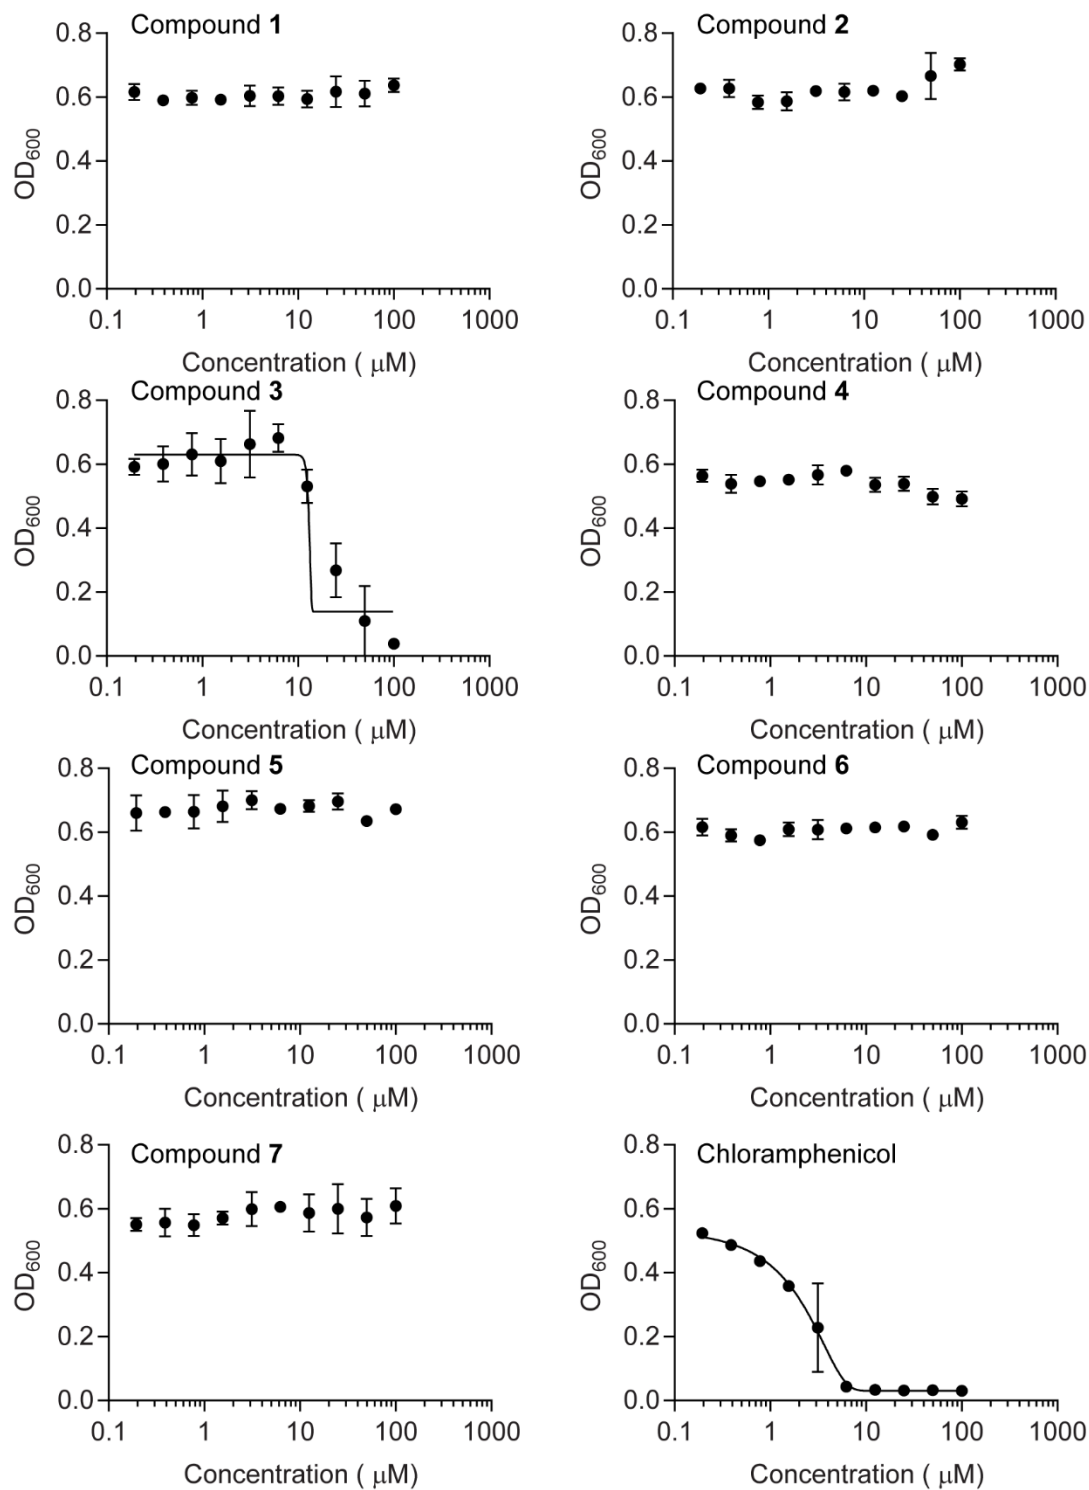 Compound 1
0.8
0.6
0.4
0.2
0.0
OD600
0.1 1 10 100 1000
Concentration ( μM)
Compound 2
0.8
0.6
0.4
0.2
0.0
OD600
0.1 1 10 100 1000
Concentration ( μM)
Compound 3
0.8
0.6
0.4
0.2
0.0
OD600
0.1 1 10 100 1000
Concentration ( μM)
Compound 4
0.8
0.6
0.4
0.2
0.0
OD600
0.1 1 10 100 1000
Concentration ( μM)
Compound 5
0.8
0.6
0.4
0.2
0.0
OD600
0.1 1 10 100 1000
Concentration ( μM)
Compound 6
0.8
0.6
0.4
0.2
0.0
OD600
0.1 1 10 100 1000
Concentration ( μM)
Compound 7
0.8
0.6
0.4
0.2
0.0
OD600
0.1 1 10 100 1000
Concentration ( μM)
Chloramphenicol
0.8
0.6
0.4
0.2
0.0
OD600
0.1 1 10 100 1000
Concentration ( μM)